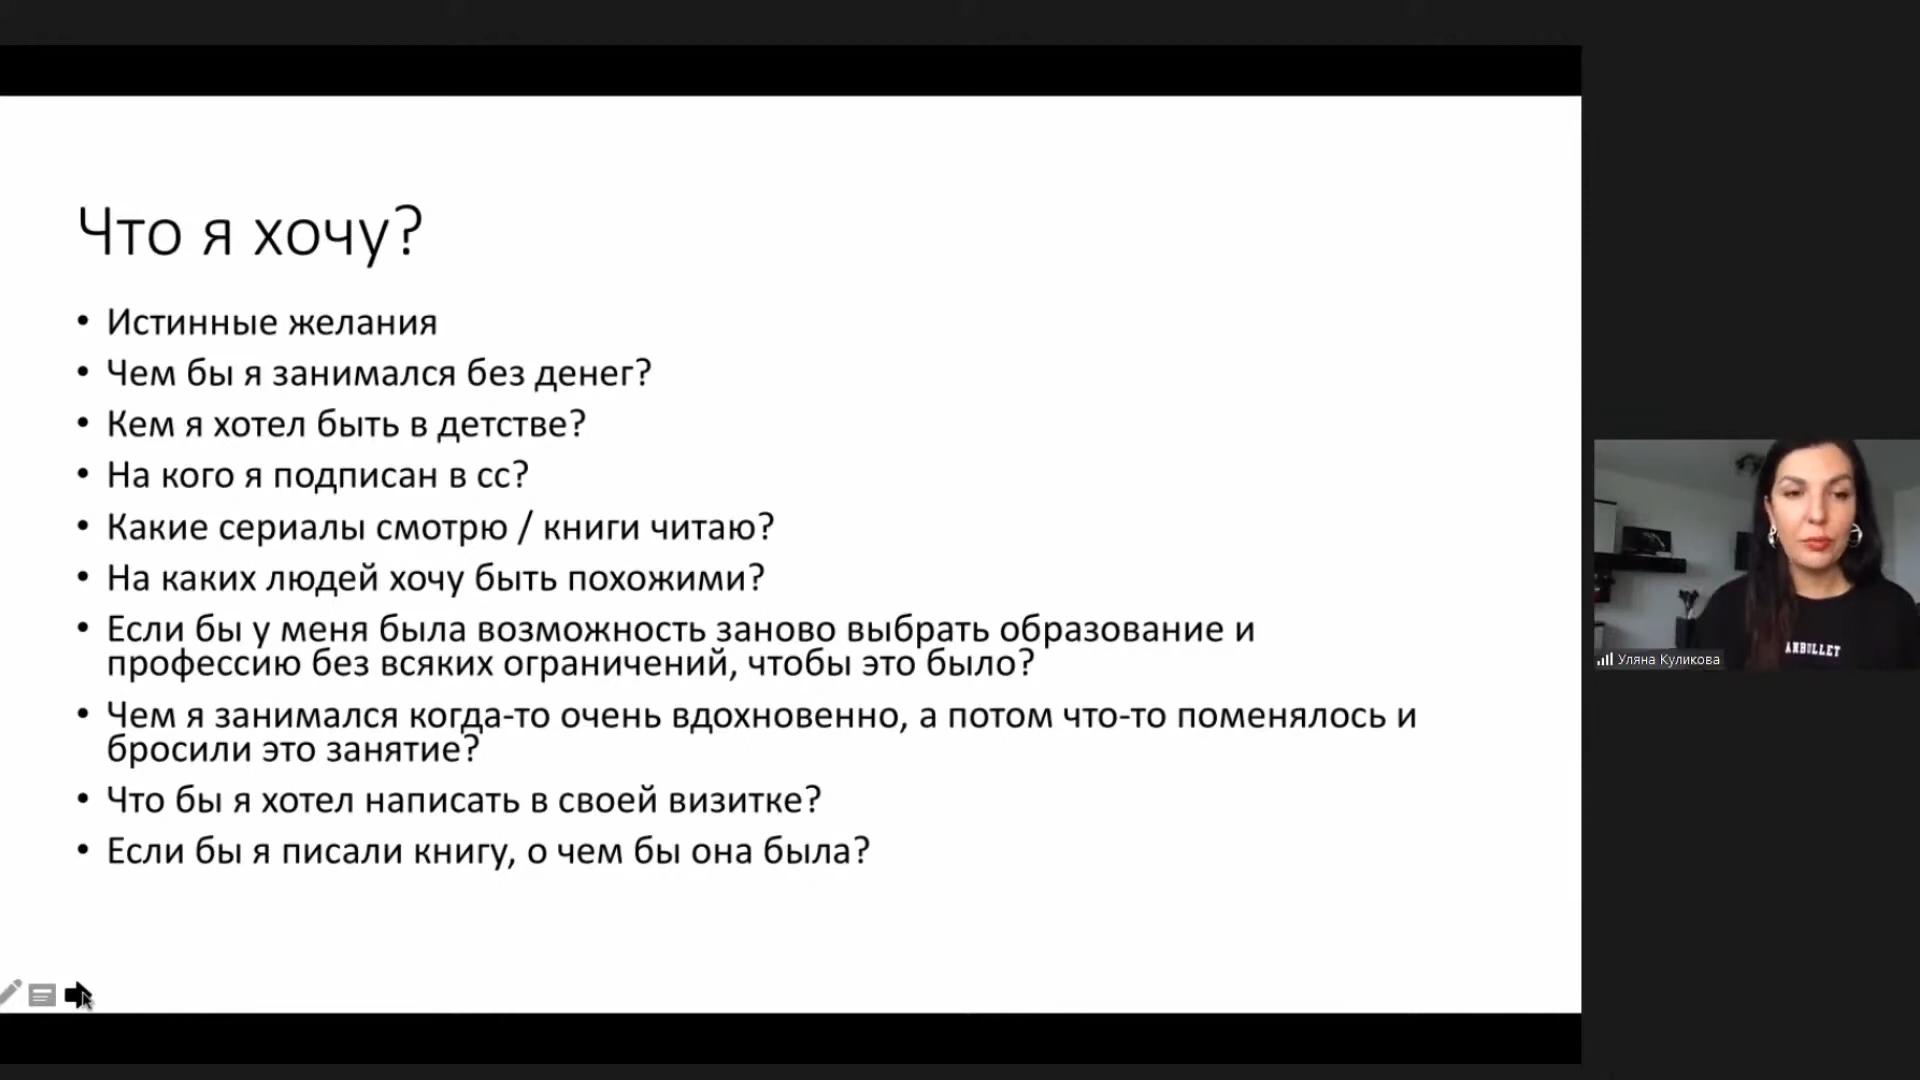 Что я хочу?
• Истинные желания
• Чем бы я занимался без денег?
• Кем я хотел быть в детстве?
• На кого я подписан в сс?
• Какие сериалы смотрю / книги читаю?
• На каких людей хочу быть похожими?
• Если бы у меня была возможность заново выбрать образование и
профессию без всяких ограничений, чтобы это было?
• Чем я занимался когда-то очень вдохновенно, а потом что-то поменялось и
бросили это занятие?
• Что бы я хотел написать в своей визитке?
• Если бы я писали книгу, о чем бы она была?
ANBULLET
Уляна Куликова